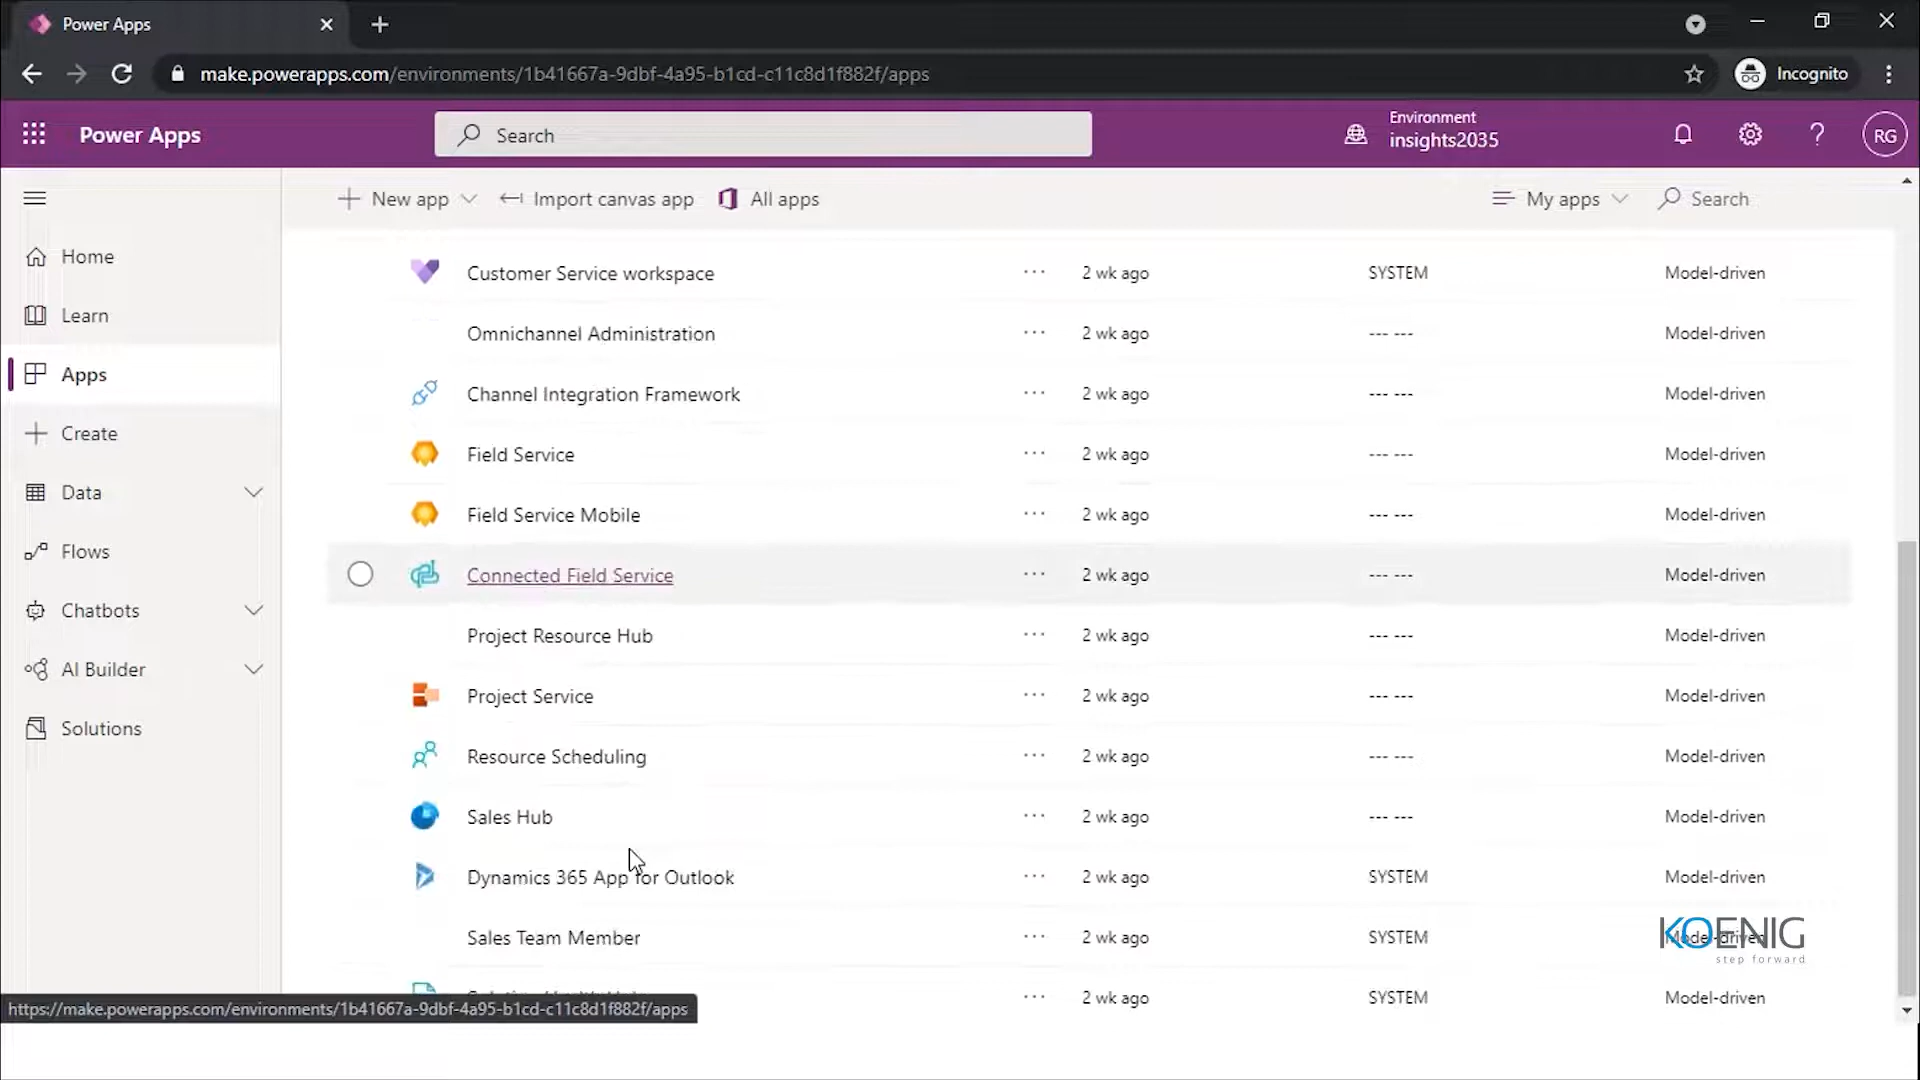 Power Apps
make.powerapps.com/environments/1b41667a-9dbf-4a95-b1cd-c11c8d1f882f/apps
Incognito
Power Apps
Search
Environment
insights2035
?
RG
New app
Import canvas app
All apps
My apps
Search
Home
Learn
Apps
Create
Data
Flows
Chatbots
AI Builder
Solutions
Customer Service workspace ... 2 wk ago SYSTEM Model-driven
Omnichannel Administration ... 2 wk ago --- --- Model-driven
Channel Integration Framework ... 2 wk ago --- --- Model-driven
Field Service ... 2 wk ago --- --- Model-driven
Field Service Mobile ... 2 wk ago --- --- Model-driven
Connected Field Service ... 2 wk ago --- --- Model-driven
Project Resource Hub ... 2 wk ago --- --- Model-driven
Project Service ... 2 wk ago --- --- Model-driven
Resource Scheduling ... 2 wk ago --- --- Model-driven
Sales Hub ... 2 wk ago --- --- Model-driven
Dynamics 365 App for Outlook ... 2 wk ago SYSTEM Model-driven
Sales Team Member ... 2 wk ago SYSTEM Model-driven
KOENIG
step forward
... 2 wk ago SYSTEM Model-driven
https://make.powerapps.com/environments/1b41667a-9dbf-4a95-b1cd-c11c8d1f882f/apps